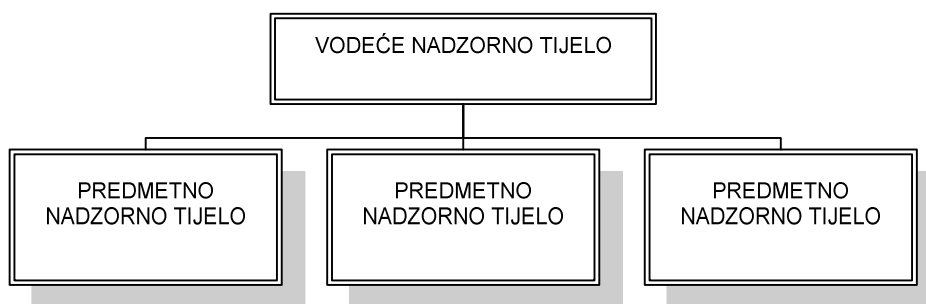 VODEĆE NADZORNO TIJELO
PREDMETNO
NADZORNO TIJELO
PREDMETNO
NADZORNO TIJELO
PREDMETNO
NADZORNO TIJELO